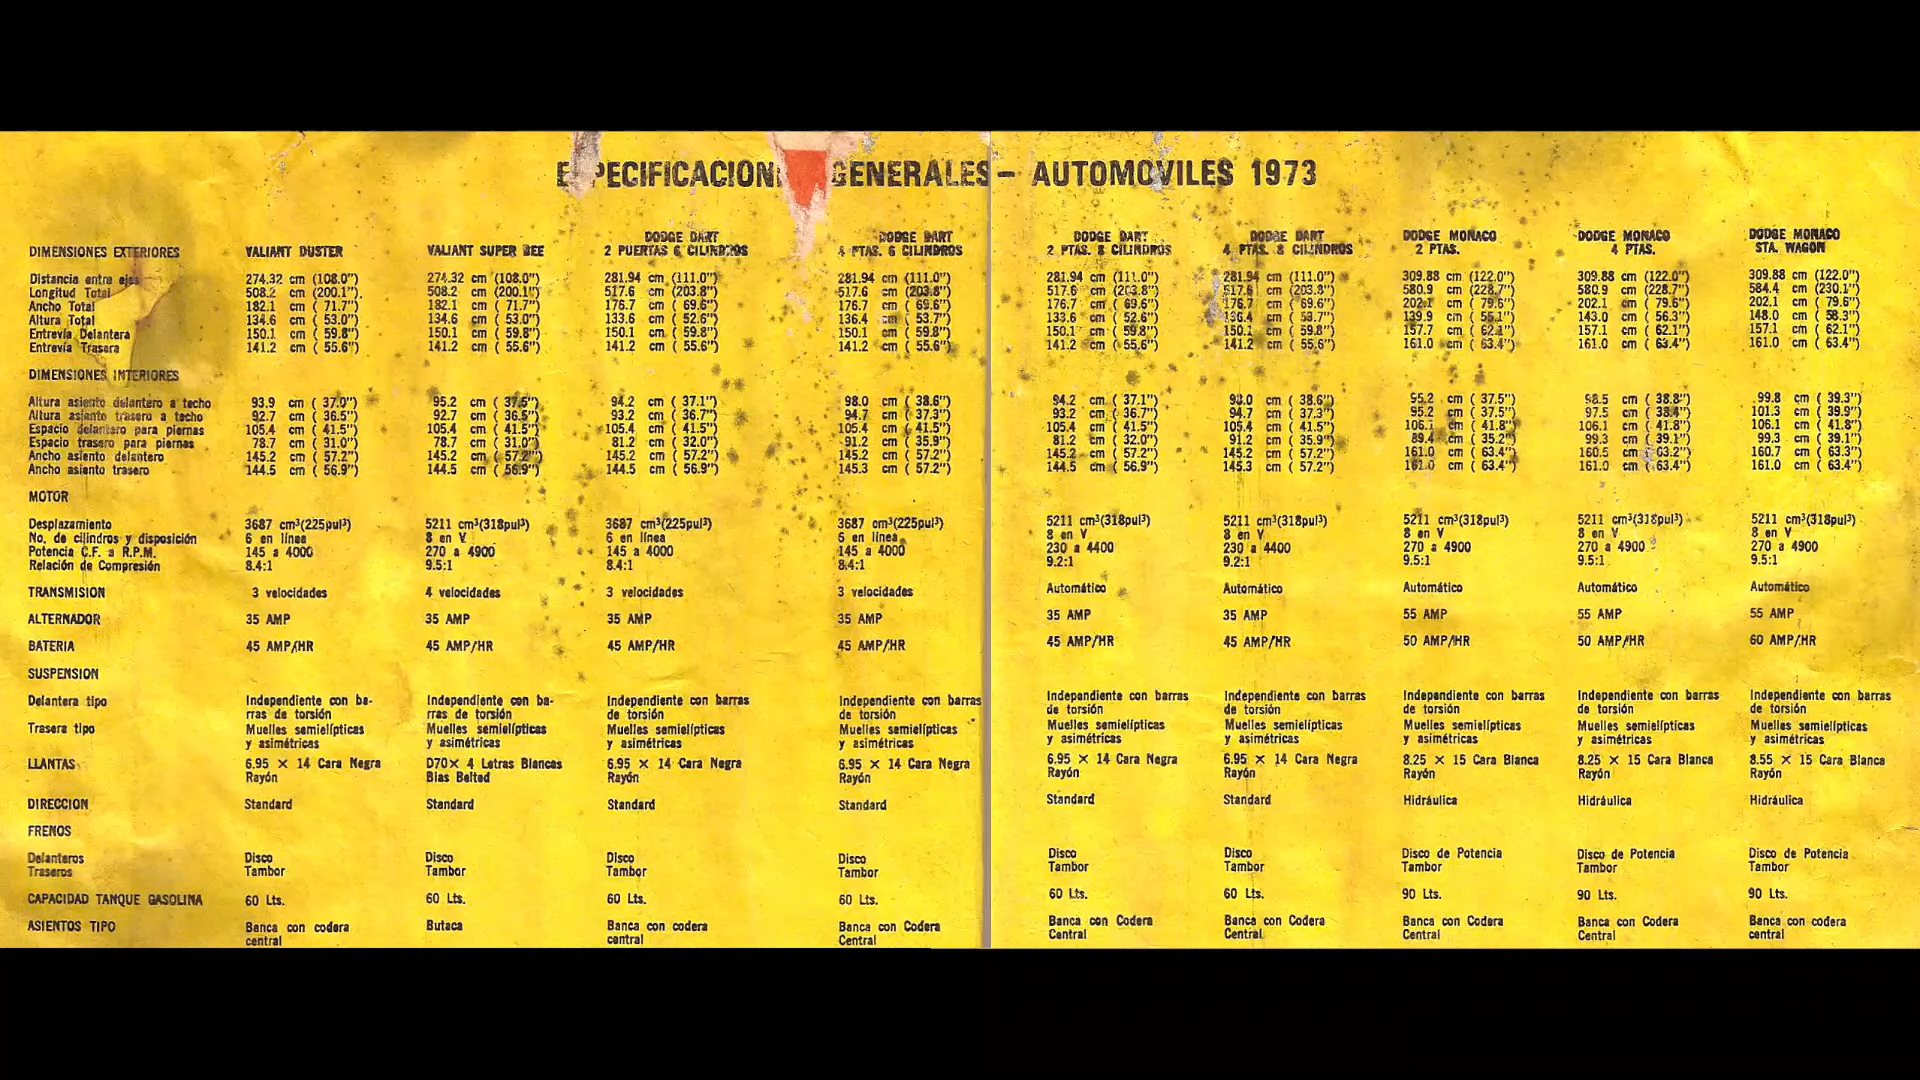 GENERALES — AUTOMOVILES 1973
DIMENSIONES EXTERIORES VALIANT DUSTER VALIANT SUPER BEE DODGE DART 2 PUERTAS 6 CILINDROS DODGE DART 4 PTAS. 6 CILINDROS DODGE DART 2 PTAS. 8 CILINDROS DODGE DART 4 PTAS. 8 CILINDROS DODGE MONACO 2 PTAS. DODGE MONACO 4 PTAS. DODGE MONACO STA. WAGON
Distancia entre ejes 274.32 cm (108.0") 274.32 cm (108.0") 281.94 cm (111.0") 281.94 cm (111.0") 281.94 cm (111.0") 281.94 cm (111.0") 309.88 cm (122.0") 309.88 cm (122.0") 309.88 cm (122.0")
Longitud Total 508.2 cm (200.1"). 508.2 cm (200.1") 517.6 cm (203.8") 517.6 cm (203.8") 517.6 cm (203.8") 517.6 cm (203.8") 580.9 cm (228.7") 580.9 cm (228.7") 584.4 cm (230.1")
Ancho Total 182.1 cm ( 71.7") 182.1 cm ( 71.7") 176.7 cm ( 69.6") 176.7 cm ( 69.6") 176.7 cm ( 69.6") 176.7 cm ( 69.6") 202.1 cm ( 79.6") 202.1 cm ( 79.6") 202.1 cm ( 79.6")
Altura Total 134.6 cm ( 53.0") 134.6 cm ( 53.0") 133.6 cm ( 52.6") 136.4 cm ( 53.7") 133.6 cm ( 52.6") 136.4 cm ( 53.7") 139.9 cm ( 55.1") 143.0 cm ( 56.3") 148.0 cm ( 58.3")
Entrevía Delantera 150.1 cm ( 59.8") 150.1 cm ( 59.8") 150.1 cm ( 59.8") 150.1 cm ( 59.8") 150.1 cm ( 59.8") 150.1 cm ( 59.8") 157.7 cm ( 62.1") 157.1 cm ( 62.1") 157.1 cm ( 62.1")
Entrevía Trasera 141.2 cm ( 55.6") 141.2 cm ( 55.6") 141.2 cm ( 55.6") 141.2 cm ( 55.6") 141.2 cm ( 55.6") 141.2 cm ( 55.6") 161.0 cm ( 63.4") 161.0 cm ( 63.4") 161.0 cm ( 63.4")
DIMENSIONES INTERIORES
Altura asiento delantero a techo 93.9 cm ( 37.0") 95.2 cm ( 37.5") 94.2 cm ( 37.1") 98.0 cm ( 38.6") 94.2 cm ( 37.1") 98.0 cm ( 38.6") 95.2 cm ( 37.5") 98.5 cm ( 38.8") 99.8 cm ( 39.3")
Altura asiento trasero a techo 92.7 cm ( 36.5") 92.7 cm ( 36.5") 93.2 cm ( 36.7") 94.7 cm ( 37.3") 93.2 cm ( 36.7") 94.7 cm ( 37.3") 95.2 cm ( 37.5") 97.5 cm ( 38.4") 101.3 cm ( 39.9")
Espacio delantero para piernas 105.4 cm ( 41.5") 105.4 cm ( 41.5") 105.4 cm ( 41.5") 105.4 cm ( 41.5") 105.4 cm ( 41.5") 105.4 cm ( 41.5") 106.1 cm ( 41.8") 106.1 cm ( 41.8") 106.1 cm ( 41.8")
Espacio trasero para piernas 78.7 cm ( 31.0") 78.7 cm ( 31.0") 81.2 cm ( 32.0") 91.2 cm ( 35.9") 81.2 cm ( 32.0") 91.2 cm ( 35.9") 89.4 cm ( 35.2") 99.3 cm ( 39.1") 99.3 cm ( 39.1")
Ancho asiento delantero 145.2 cm ( 57.2") 145.2 cm ( 57.2") 145.2 cm ( 57.2") 145.2 cm ( 57.2") 145.2 cm ( 57.2") 145.2 cm ( 57.2") 161.0 cm ( 63.4") 160.5 cm ( 63.2") 160.7 cm ( 63.3")
Ancho asiento trasero 144.5 cm ( 56.9") 144.5 cm ( 56.9") 144.5 cm ( 56.9") 145.3 cm ( 57.2") 144.5 cm ( 56.9") 145.3 cm ( 57.2") 161.0 cm ( 63.4") 161.0 cm ( 63.4") 161.0 cm ( 63.4")
MOTOR
Desplazamiento 3687 cm³(225pul³) 5211 cm³(318pul³) 3687 cm³(225pul³) 3687 cm³(225pul³) 5211 cm³(318pul³) 5211 cm³(318pul³) 5211 cm³(318pul³) 5211 cm³(318pul³) 5211 cm³(318pul³)
No. de cilindros y disposición 6 en línea 8 en V 6 en línea 6 en línea 8 en V 8 en V 8 en V 8 en V 8 en V
Potencia C.F. a R.P.M. 145 a 4000 270 a 4900 145 a 4000 145 a 4000 230 a 4400 230 a 4400 270 a 4900 270 a 4900 270 a 4900
Relación de Compresión 8.4:1 9.5:1 8.4:1 8.4:1 9.2:1 9.2:1 9.5:1 9.5:1 9.5:1
TRANSMISION 3 velocidades 4 velocidades 3 velocidades 3 velocidades Automático Automático Automático Automático Automático
ALTERNADOR 35 AMP 35 AMP 35 AMP 35 AMP 35 AMP 35 AMP 55 AMP 55 AMP 55 AMP
BATERIA 45 AMP/HR 45 AMP/HR 45 AMP/HR 45 AMP/HR 45 AMP/HR 45 AMP/HR 50 AMP/HR 50 AMP/HR 60 AMP/HR
SUSPENSION
Delantera tipo Independiente con ba- Independiente con ba- Independiente con barras Independiente con barras Independiente con barras Independiente con barras Independiente con barras Independiente con barras Independiente con barras
rras de torsión rras de torsión de torsión de torsión de torsión de torsión de torsión de torsión de torsión
Trasera tipo Muelles semielípticas Muelles semielípticas Muelles semielípticas Muelles semielípticas Muelles semielípticas Muelles semielípticas Muelles semielípticas Muelles semielípticas Muelles semielípticas
y asimétricas y asimétricas y asimétricas y asimétricas y asimétricas y asimétricas y asimétricas y asimétricas y asimétricas
LLANTAS 6.95 × 14 Cara Negra D70× 4 Letras Blancas 6.95 × 14 Cara Negra 6.95 × 14 Cara Negra 6.95 × 14 Cara Negra 6.95 × 14 Cara Negra 8.25 × 15 Cara Blanca 8.25 × 15 Cara Blanca 8.55 × 15 Cara Blanca
Rayón Bias Belted Rayón Rayón Rayón Rayón Rayón Rayón Rayón
DIRECCION Standard Standard Standard Standard Standard Standard Hidráulica Hidráulica Hidráulica
FRENOS
Delanteros Disco Disco Disco Disco Disco Disco Disco de Potencia Disco de Potencia Disco de Potencia
Traseros Tambor Tambor Tambor Tambor Tambor Tambor Tambor Tambor Tambor
CAPACIDAD TANQUE GASOLINA 60 Lts. 60 Lts. 60 Lts. 60 Lts. 60 Lts. 60 Lts. 90 Lts. 90 Lts. 90 Lts.
ASIENTOS TIPO Banca con codera Butaca Banca con codera Banca con Codera Banca con Codera Banca con Codera Banca con Codera Banca con Codera Banca con codera
central central Central Central Central Central Central Central